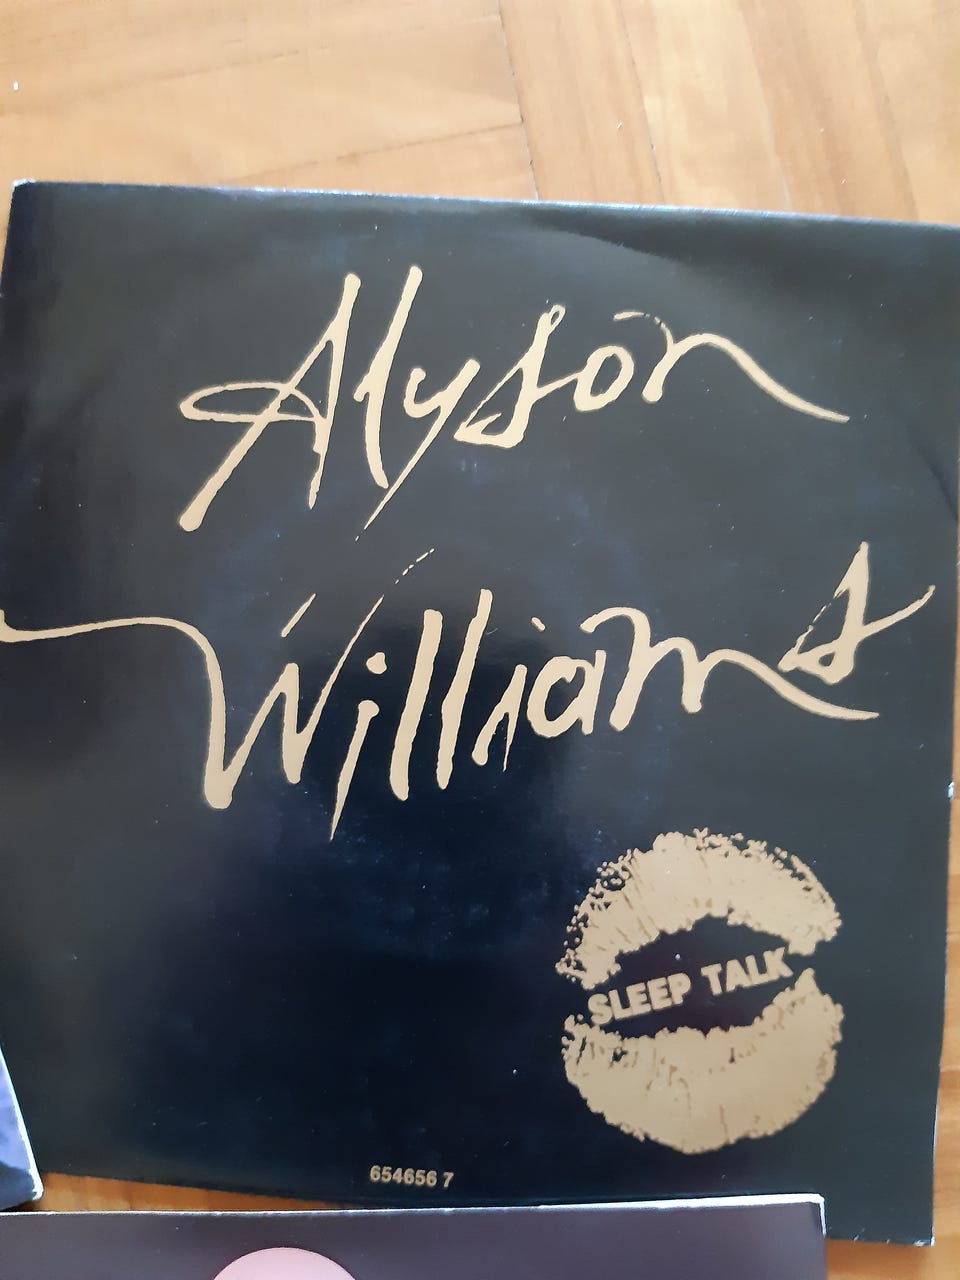 Alyson
Williams
SLEEP TALK
654656 7